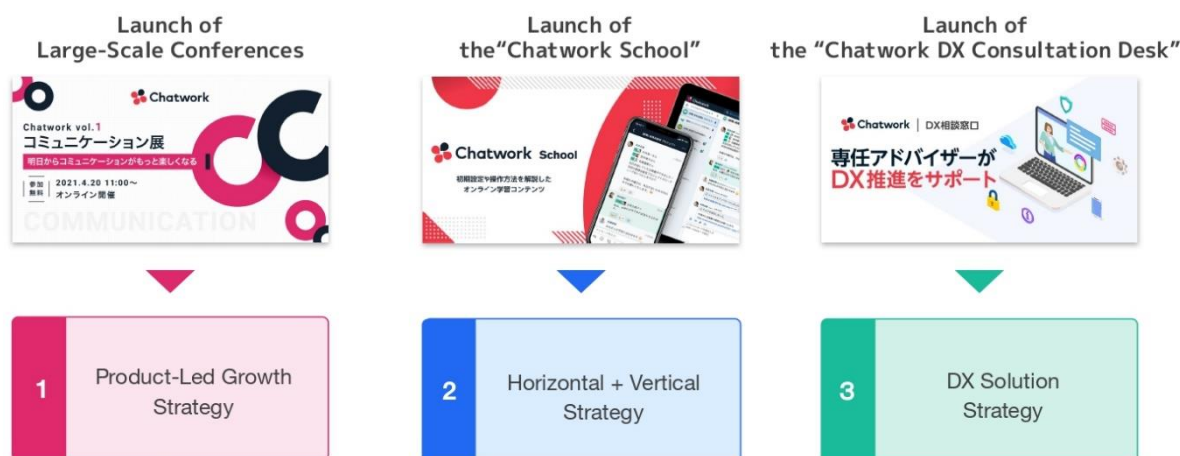 Launch of
Large-Scale Conferences
Chatwork
Chatwork vol.1
コミュニケーション展
明日からコミュニケーションがもっと楽しくなる
参加
無料
2021.4.20 11:00〜
オンライン開催
COMMUNICATION
1
Product-Led Growth
Strategy
Launch of
the“Chatwork School”
Chatwork School
初期設定や操作方法を解説した
オンライン学習コンテンツ
Chatwork
2
Horizontal + Vertical
Strategy
Launch of
the “Chatwork DX Consultation Desk”
Chatwork | DX相談窓口
専任アドバイザーが
DX推進をサポート
3
DX Solution
Strategy